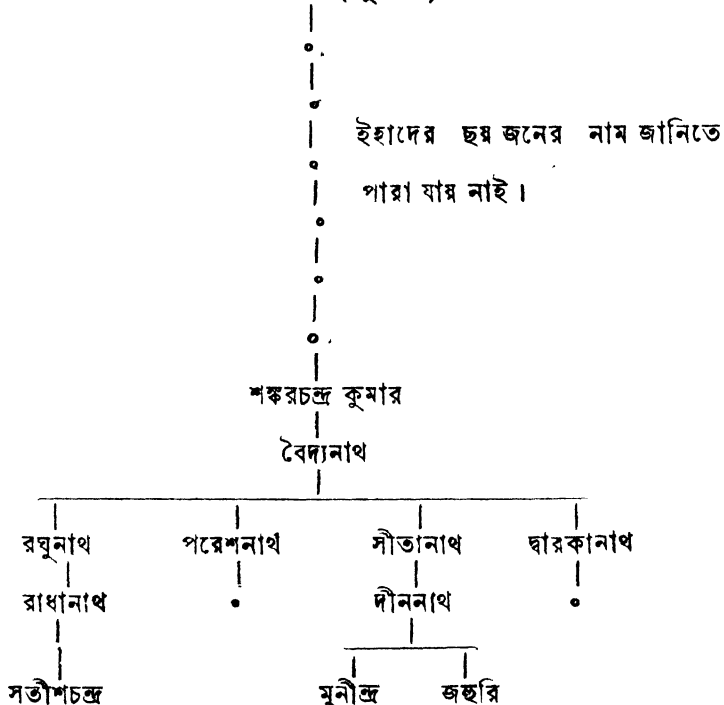 ইহাদের ছয় জনের নাম জানিতে
পারা যায় নাই।
শঙ্করচন্দ্র কুমার
বৈদ্যনাথ
রঘুনাথ পরেশনাথ সীতানাথ দ্বারকানাথ
রাধানাথ দীননাথ
সতীশচন্দ্র মুনীন্দ্র জহুরি